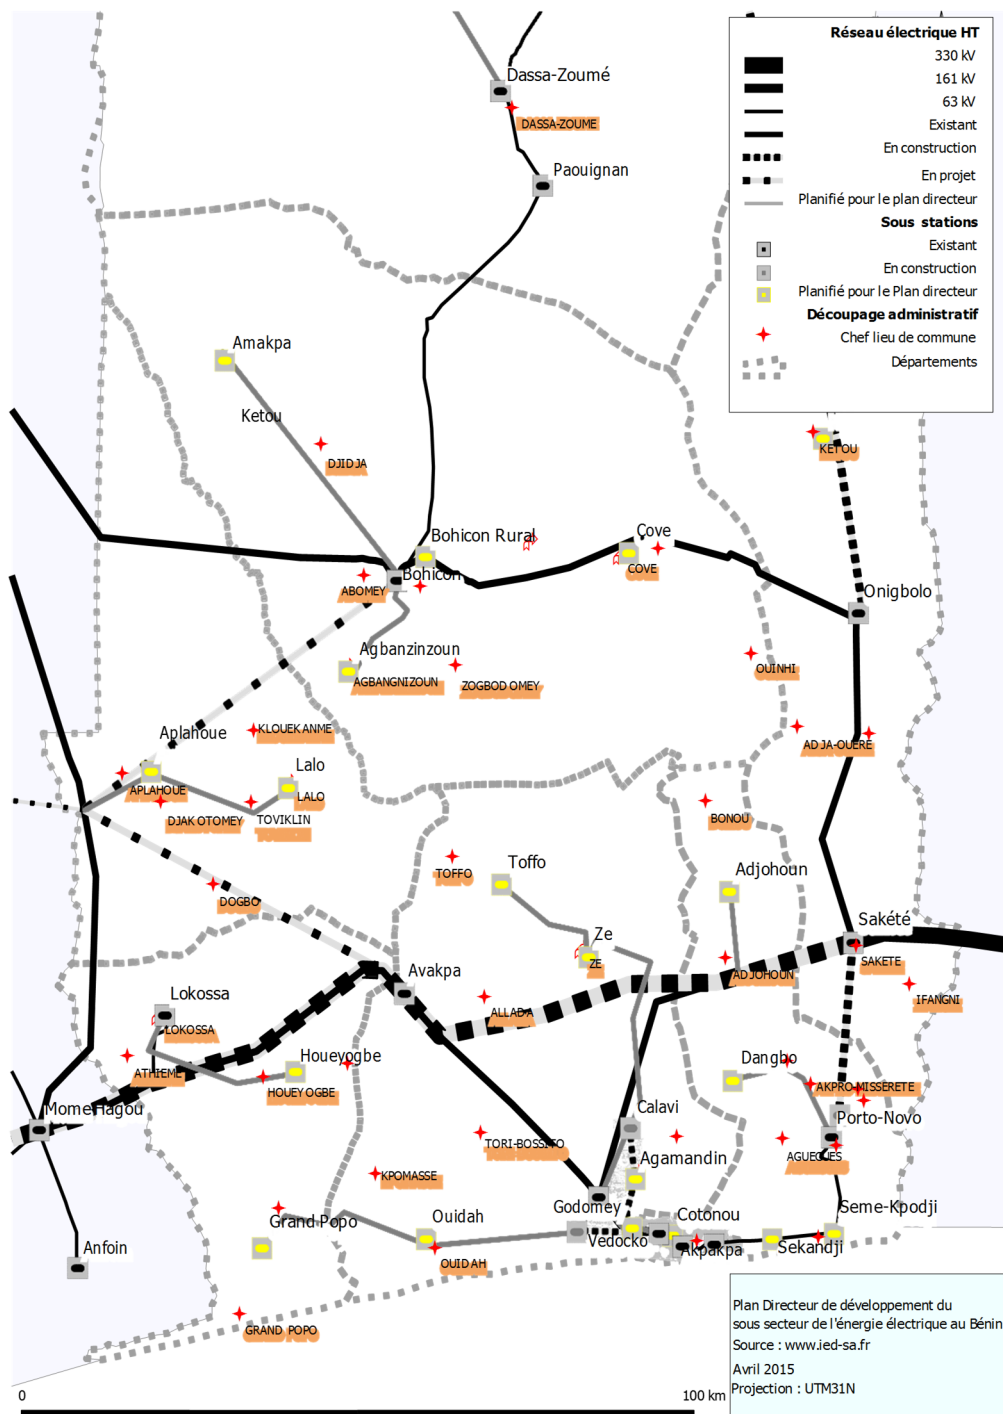 Réseau électrique HT
330 kV
161 kV
63 kV
Existant
En construction
En projet
Planifié pour le plan directeur
Sous stations
Existant
En construction
Planifié pour le Plan directeur
Découpage administratif
Chef lieu de commune
Départements
Dassa-Zoumé
DASSA-ZOUME
Paouignan
Amakpa
Ketou
DJIDJA
KETOU
Bohicon Rural
Cove
COVE
Bohicon
ABOMEY
Onigbolo
Agbanzinzoun
AGBANGNIZOUN
ZOGBODOMEY
OUINHI
Aplahoue
KLOUEKANME
ADJA-OUERE
Lalo
APLAHOUE
LALO
DJAKOTOMEY
TOVIKLIN
BONOU
Toffo
TOFFO
Adjohoun
DOGBO
Sakété
Ze
ZE
SAKETE
Avakpa
ADJOHOUN
IFANGNI
Lokossa
LOKOSSA
ALLADA
Houeyogbe
Dangbo
ATHIEME
HOUEYOGBE
AKPRO-MISSERETE
MomeHagou
Calavi
Porto-Novo
TORI-BOSSITO
Agamandin
AGUEGUES
KPOMASSE
Godomey
Seme-Kpodji
Grand Popo
Ouidah
Cotonou
Vedocko
Akpakpa
Sekandji
Anfoin
OUIDAH
GRAND POPO
Plan Directeur de développement du
sous secteur de l'énergie électrique au Bénin
Source : www.ied-sa.fr
Avril 2015
Projection : UTM31N
0
100 km